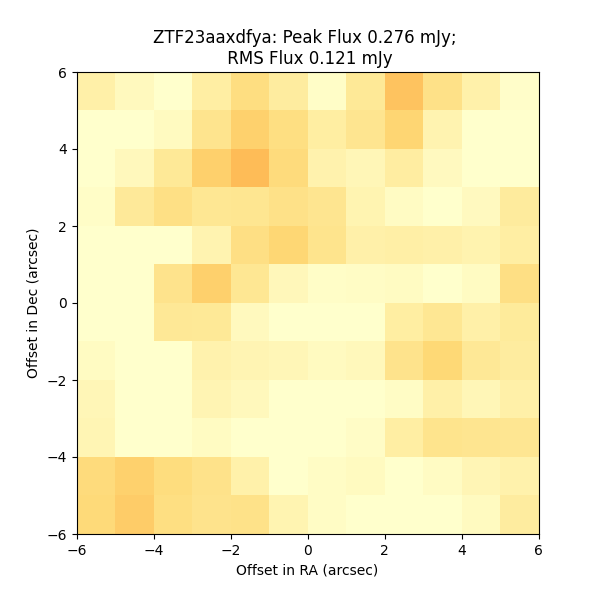 ZTF23aaxdfya: Peak Flux 0.276 mJy;
RMS Flux 0.121 mJy
6
4
2
0
−2
−4
−6
Offset in Dec (arcsec)
−6 −4 −2 0 2 4 6
Offset in RA (arcsec)